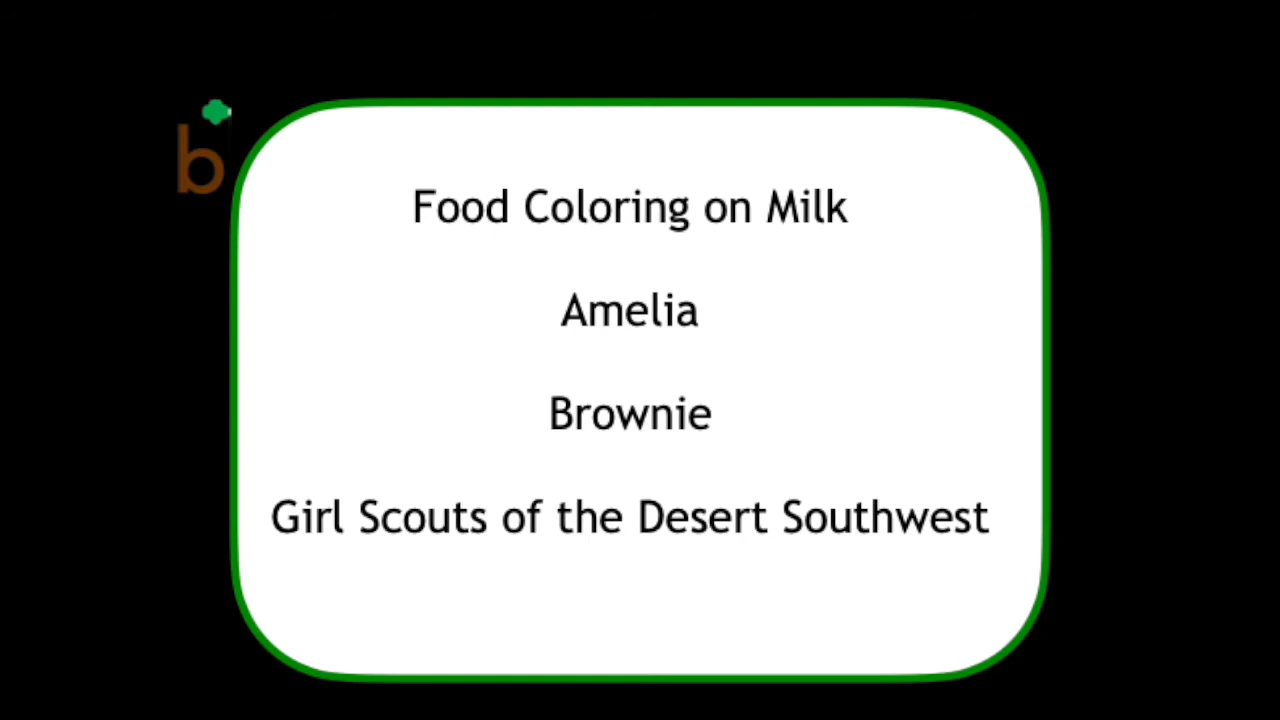 b
Food Coloring on Milk
Amelia
Brownie
Girl Scouts of the Desert Southwest